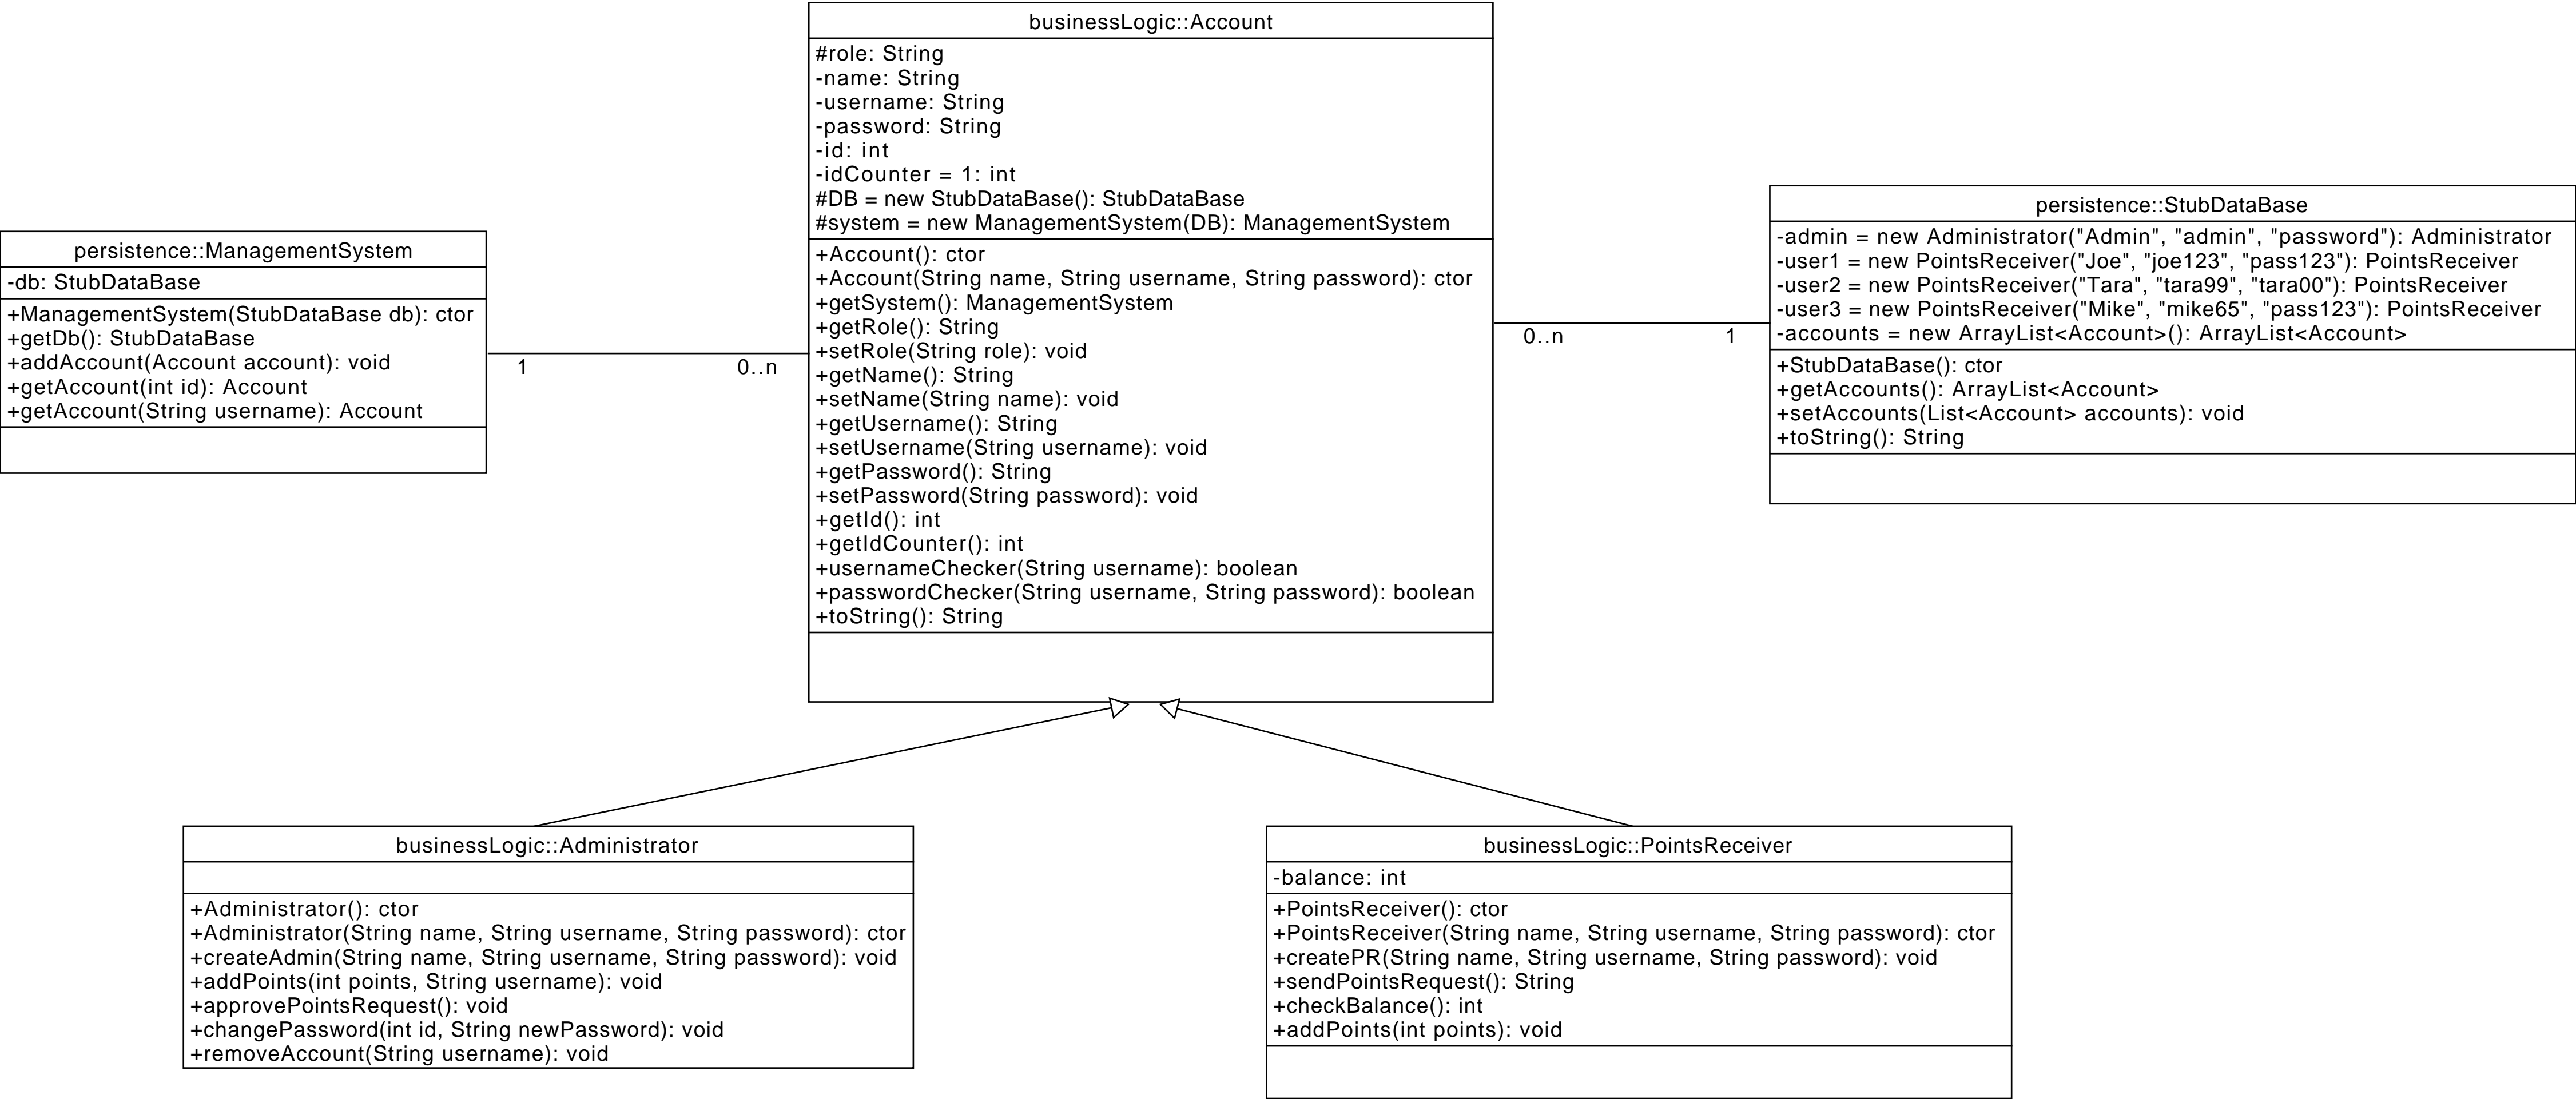 businessLogic::Account
#role: String
-name: String
-username: String
-password: String
-id: int
-idCounter = 1: int
#DB = new StubDataBase(): StubDataBase
#system = new ManagementSystem(DB): ManagementSystem
+Account(): ctor
+Account(String name, String username, String password): ctor
+getSystem(): ManagementSystem
+getRole(): String
+setRole(String role): void
+getName(): String
+setName(String name): void
+getUsername(): String
+setUsername(String username): void
+getPassword(): String
+setPassword(String password): void
+getId(): int
+getIdCounter(): int
+usernameChecker(String username): boolean
+passwordChecker(String username, String password): boolean
+toString(): String
persistence::ManagementSystem
-db: StubDataBase
+ManagementSystem(StubDataBase db): ctor
+getDb(): StubDataBase
+addAccount(Account account): void
+getAccount(int id): Account
+getAccount(String username): Account
1
0..n
0..n
1
persistence::StubDataBase
-admin = new Administrator("Admin", "admin", "password"): Administrator
-user1 = new PointsReceiver("Joe", "joe123", "pass123"): PointsReceiver
-user2 = new PointsReceiver("Tara", "tara99", "tara00"): PointsReceiver
-user3 = new PointsReceiver("Mike", "mike65", "pass123"): PointsReceiver
-accounts = new ArrayList<Account>(): ArrayList<Account>
+StubDataBase(): ctor
+getAccounts(): ArrayList<Account>
+setAccounts(List<Account> accounts): void
+toString(): String
businessLogic::Administrator
+Administrator(): ctor
+Administrator(String name, String username, String password): ctor
+createAdmin(String name, String username, String password): void
+addPoints(int points, String username): void
+approvePointsRequest(): void
+changePassword(int id, String newPassword): void
+removeAccount(String username): void
businessLogic::PointsReceiver
-balance: int
+PointsReceiver(): ctor
+PointsReceiver(String name, String username, String password): ctor
+createPR(String name, String username, String password): void
+sendPointsRequest(): String
+checkBalance(): int
+addPoints(int points): void